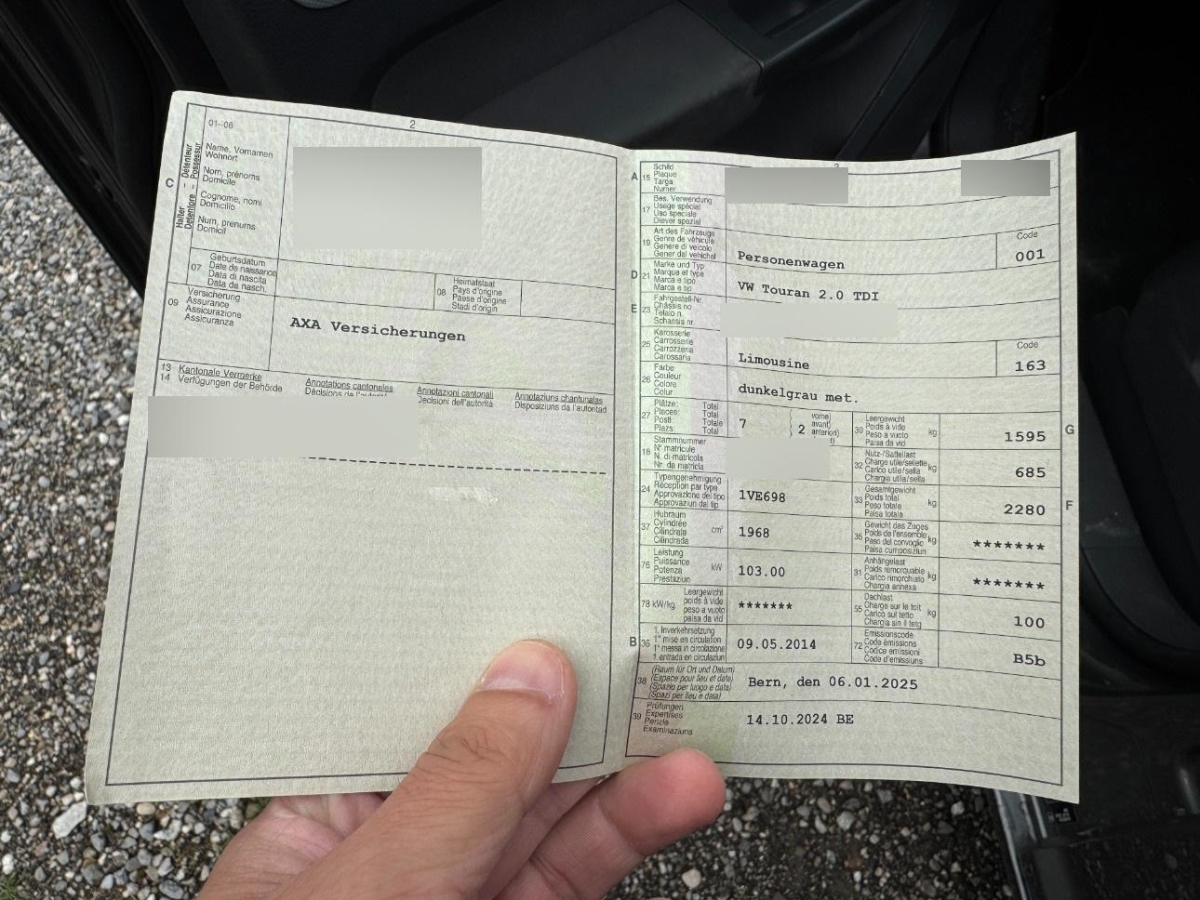 2
01–06
C
Halter – Detenteur
Detentore – Possessur
Name, Vornamen
Wohnort
Nom, prénoms
Domicile
Cognome, nomi
Domicilio
Num, prenums
Domicil
07
Geburtsdatum
Date de naissance
Data di nascita
Data da nasch.
08
Heimatstaat
Pays d'origine
Paese d'origine
Stadi d'origin
09
Versicherung
Assurance
Assicurazione
Assicuranza
AXA Versicherungen
13
14
Kantonale Vermerke
Verfügungen der Behörde
Annotations cantonales
Décisions de l'autorité
Annotazioni cantonali
Decisioni dell'autorità
Annotaziuns chantunalas
Disposiziuns da l'autoritad
3
A
15
Schild
Plaque
Targa
Numer
17
Bes. Verwendung
Usage spécial
Uso speciale
Diever spezial
19
Art des Fahrzeugs
Genre de véhicule
Genere di veicolo
Gener dal vehichel
Personenwagen
Code
001
D
21
Marke und Typ
Marque et type
Marca e tipo
Marca e tip
VW Touran 2.0 TDI
E
23
Fahrgestell-Nr.
Châssis no
Telaio n.
Schassis nr.
25
Karosserie
Carrosserie
Carrozzeria
Carossaria
Limousine
Code
163
26
Farbe
Couleur
Colore
Colur
dunkelgrau met.
27
Plätze: Total
Places: Total
Posti: Totale
Plazs: Total
7
2
vorne)
avant)
anteriori)
30
Leergewicht
Poids à vide
Peso a vuoto
Paisa da vid
kg
1595
G
18
Stammnummer
N° matricule
N. di matricola
Nr. da matricla
32
Nutz-/Sattellast
Charge utile/sellette
Carico utile/sella
Chargia utila/sella
kg
685
24
Typengenehmigung
Réception par type
Approvazione del tipo
Approvaziun dal tip
1VE698
33
Gesamtgewicht
Poids total
Peso totale
Paisa totala
kg
2280
F
37
Hubraum
Cylindrée
Cilindrata
Cilindrada
cm³
1968
35
Gewicht des Zuges
Poids de l'ensemble
Peso del convoglio
Paisa cumposiziun
kg
*******
76
Leistung
Puissance
Potenza
Prestaziun
kW
103.00
31
Anhängelast
Poids remorquable
Carico rimorchiato
Chargia annexa
kg
*******
78 kW/kg
Leergewicht
poids à vide
peso a vuoto
paisa da vid
*******
55
Dachlast
Charge sur le toit
Carico sul tetto
Chargia sin il tetg
kg
100
B
36
1. Inverkehrsetzung
1re mise en circulation
1a messa in circolazione
1. entrada en circulaziun
09.05.2014
72
Emissionscode
Code émissions
Codice emissioni
Code d'emissiuns
B5b
38
(Raum für Ort und Datum)
(Espace pour lieu et date)
(Spazio per luogo e data)
(Spazi per lieu e data)
Bern, den 06.01.2025
39
Prüfungen
Expertises
Perizie
Examinaziuns
14.10.2024 BE